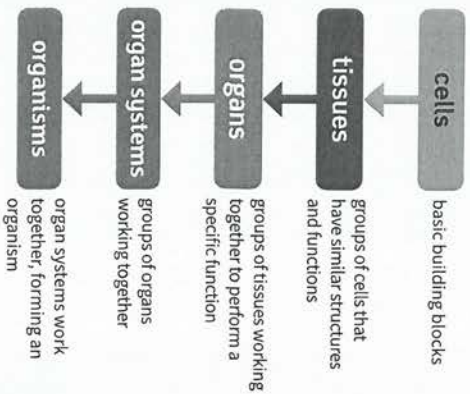 cells
basic building blocks
tissues
groups of cells that
have similar structures
and functions
organs
groups of tissues working
together to perform a
specific function
organ systems
groups of organs
working together
organisms
organ systems work
together, forming an
organism